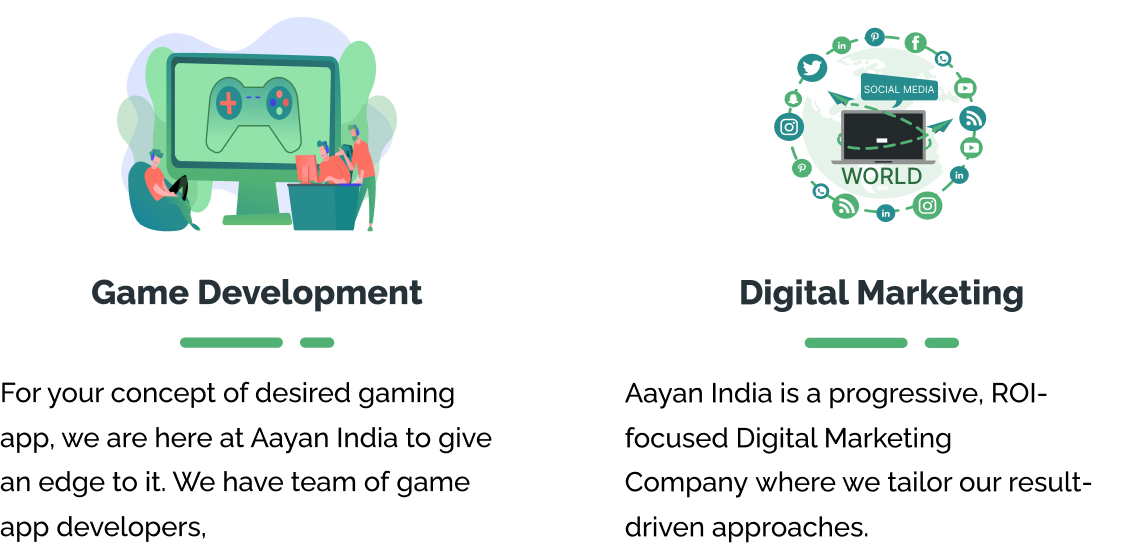 Game Development
For your concept of desired gaming
app, we are here at Aayan India to give
an edge to it. We have team of game
app developers,
SOCIAL MEDIA
WORLD
Digital Marketing
Aayan India is a progressive, ROI-
focused Digital Marketing
Company where we tailor our result-
driven approaches.